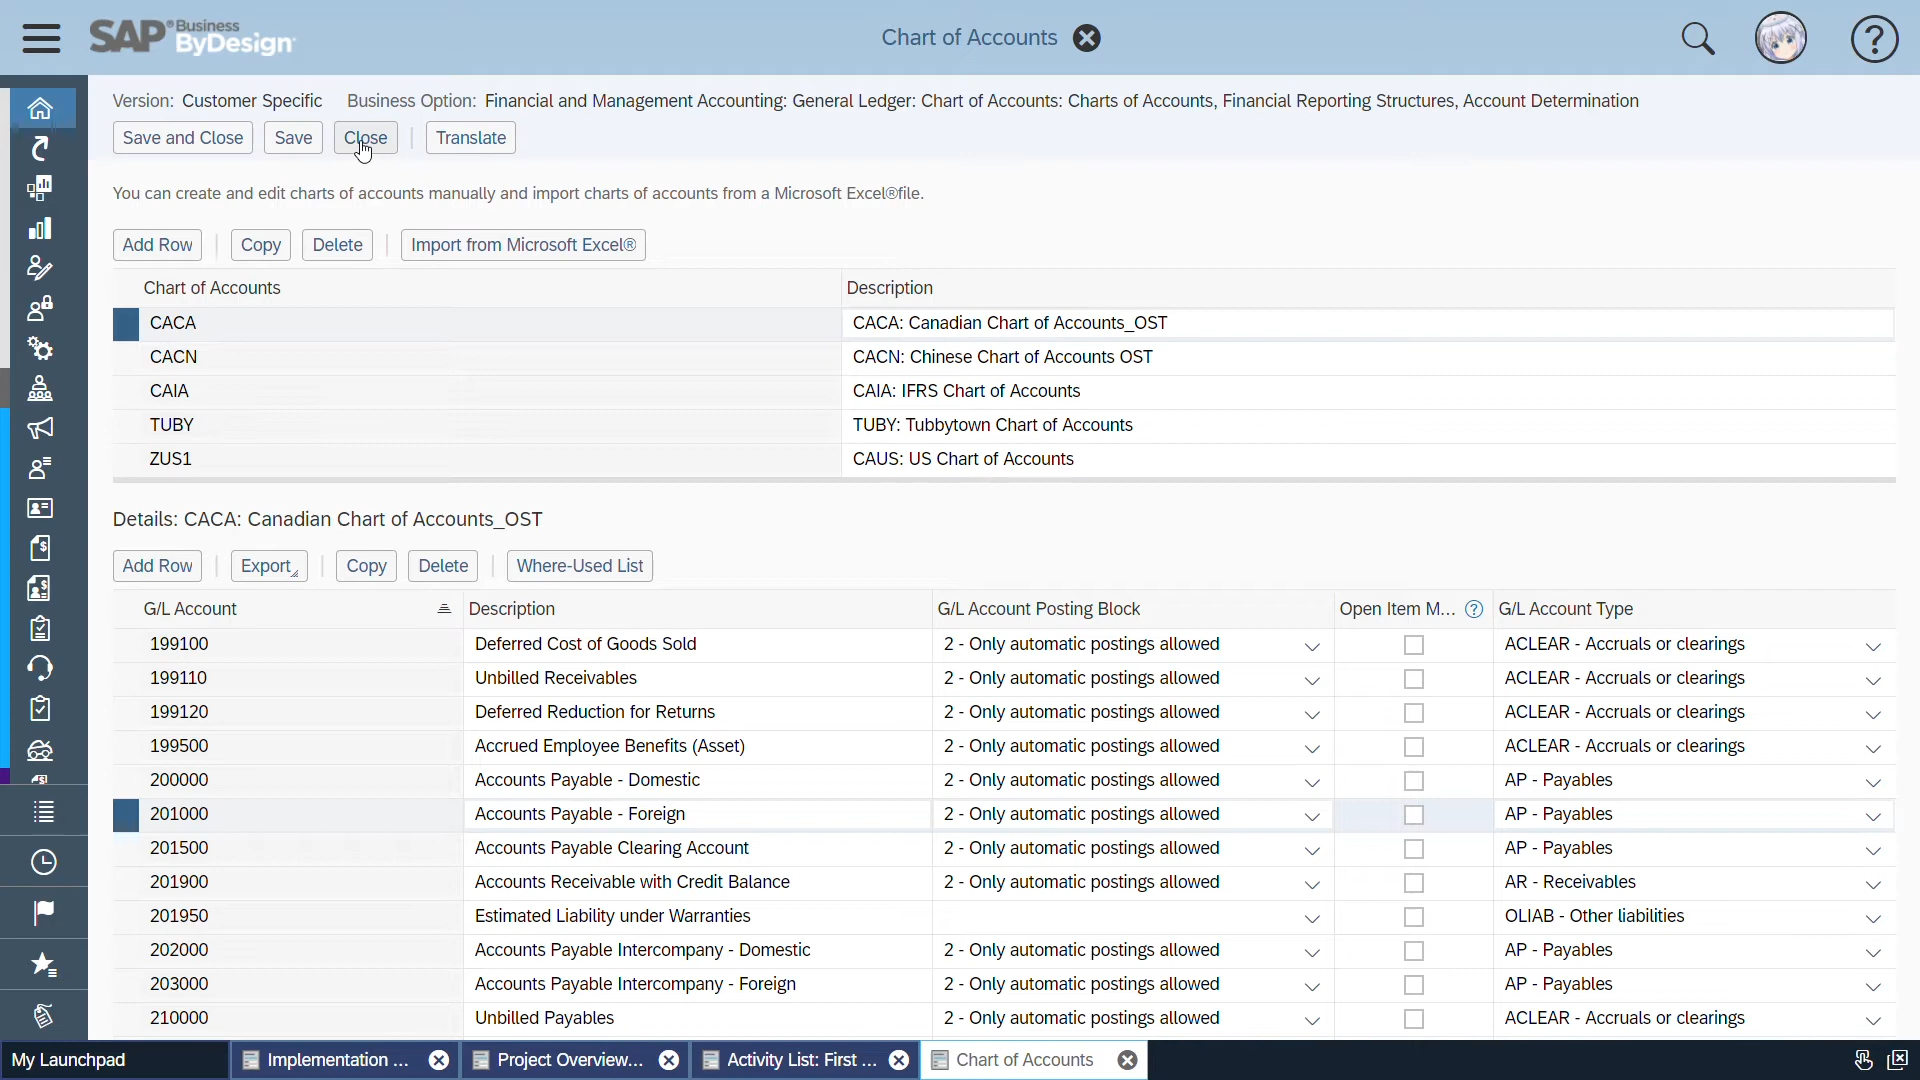 SAP Business ByDesign
Chart of Accounts
Version: Customer Specific Business Option: Financial and Management Accounting: General Ledger: Chart of Accounts: Charts of Accounts, Financial Reporting Structures, Account Determination
Save and Close Save Close Translate
You can create and edit charts of accounts manually and import charts of accounts from a Microsoft Excel®file.
Add Row Copy Delete Import from Microsoft Excel®
Chart of Accounts Description
CACA CACA: Canadian Chart of Accounts_OST
CACN CACN: Chinese Chart of Accounts OST
CAIA CAIA: IFRS Chart of Accounts
TUBY TUBY: Tubbytown Chart of Accounts
ZUS1 CAUS: US Chart of Accounts
Details: CACA: Canadian Chart of Accounts_OST
Add Row Export Copy Delete Where-Used List
G/L Account Description G/L Account Posting Block Open Item M... G/L Account Type
199100 Deferred Cost of Goods Sold 2 - Only automatic postings allowed ACLEAR - Accruals or clearings
199110 Unbilled Receivables 2 - Only automatic postings allowed ACLEAR - Accruals or clearings
199120 Deferred Reduction for Returns 2 - Only automatic postings allowed ACLEAR - Accruals or clearings
199500 Accrued Employee Benefits (Asset) 2 - Only automatic postings allowed ACLEAR - Accruals or clearings
200000 Accounts Payable - Domestic 2 - Only automatic postings allowed AP - Payables
201000 Accounts Payable - Foreign 2 - Only automatic postings allowed AP - Payables
201500 Accounts Payable Clearing Account 2 - Only automatic postings allowed AP - Payables
201900 Accounts Receivable with Credit Balance 2 - Only automatic postings allowed AR - Receivables
201950 Estimated Liability under Warranties OLIAB - Other liabilities
202000 Accounts Payable Intercompany - Domestic 2 - Only automatic postings allowed AP - Payables
203000 Accounts Payable Intercompany - Foreign 2 - Only automatic postings allowed AP - Payables
210000 Unbilled Payables 2 - Only automatic postings allowed ACLEAR - Accruals or clearings
My Launchpad Implementation ... Project Overview... Activity List: First ... Chart of Accounts